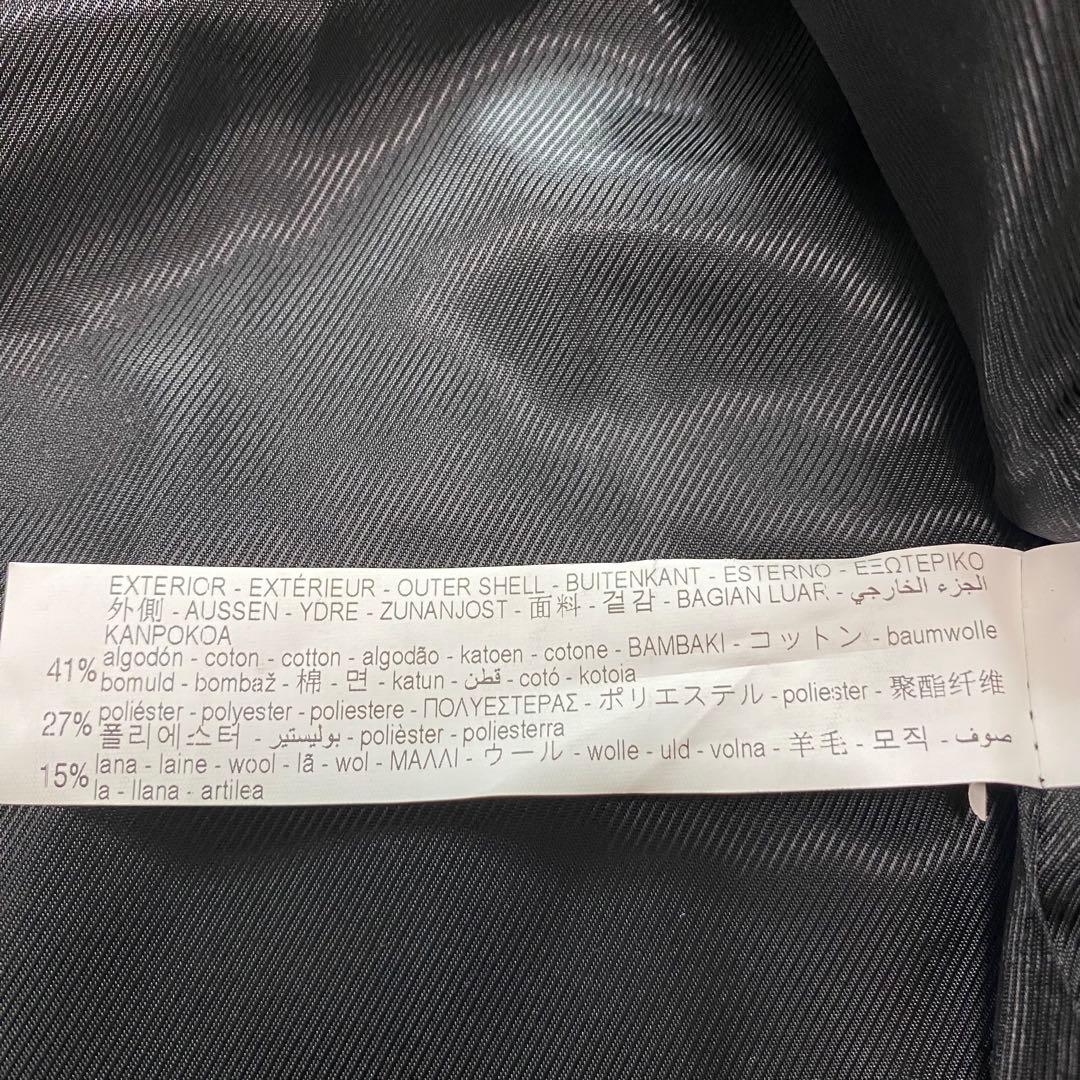 EXTERIOR - EXTÉRIEUR - OUTER SHELL - BUITENKANT - ESTERNO - ΕΞΩΤΕΡΙΚΟ
外側 - AUSSEN - YDRE - ZUNANJOST - 面料 - 겉감 - BAGIAN LUAR - الجزء الخارجي
KANPOKOA
41% algodón - coton - cotton - algodão - katoen - cotone - BAMBAKI - コットン - baumwolle
bomuld - bombaž - 棉 - 면 - katun - قطن - cotó - kotoia
27% poliéster - polyester - poliestere - ΠΟΛΥΕΣΤΕΡΑΣ - ポリエステル - poliester - 聚酯纤维
폴리에스터 - بوليستير - polièster - poliesterra
15% lana - laine - wool - lã - wol - ΜΑΛΛΙ - ウール - wolle - uld - volna - 羊毛 - 모직 - صوف
la - llana - artilea